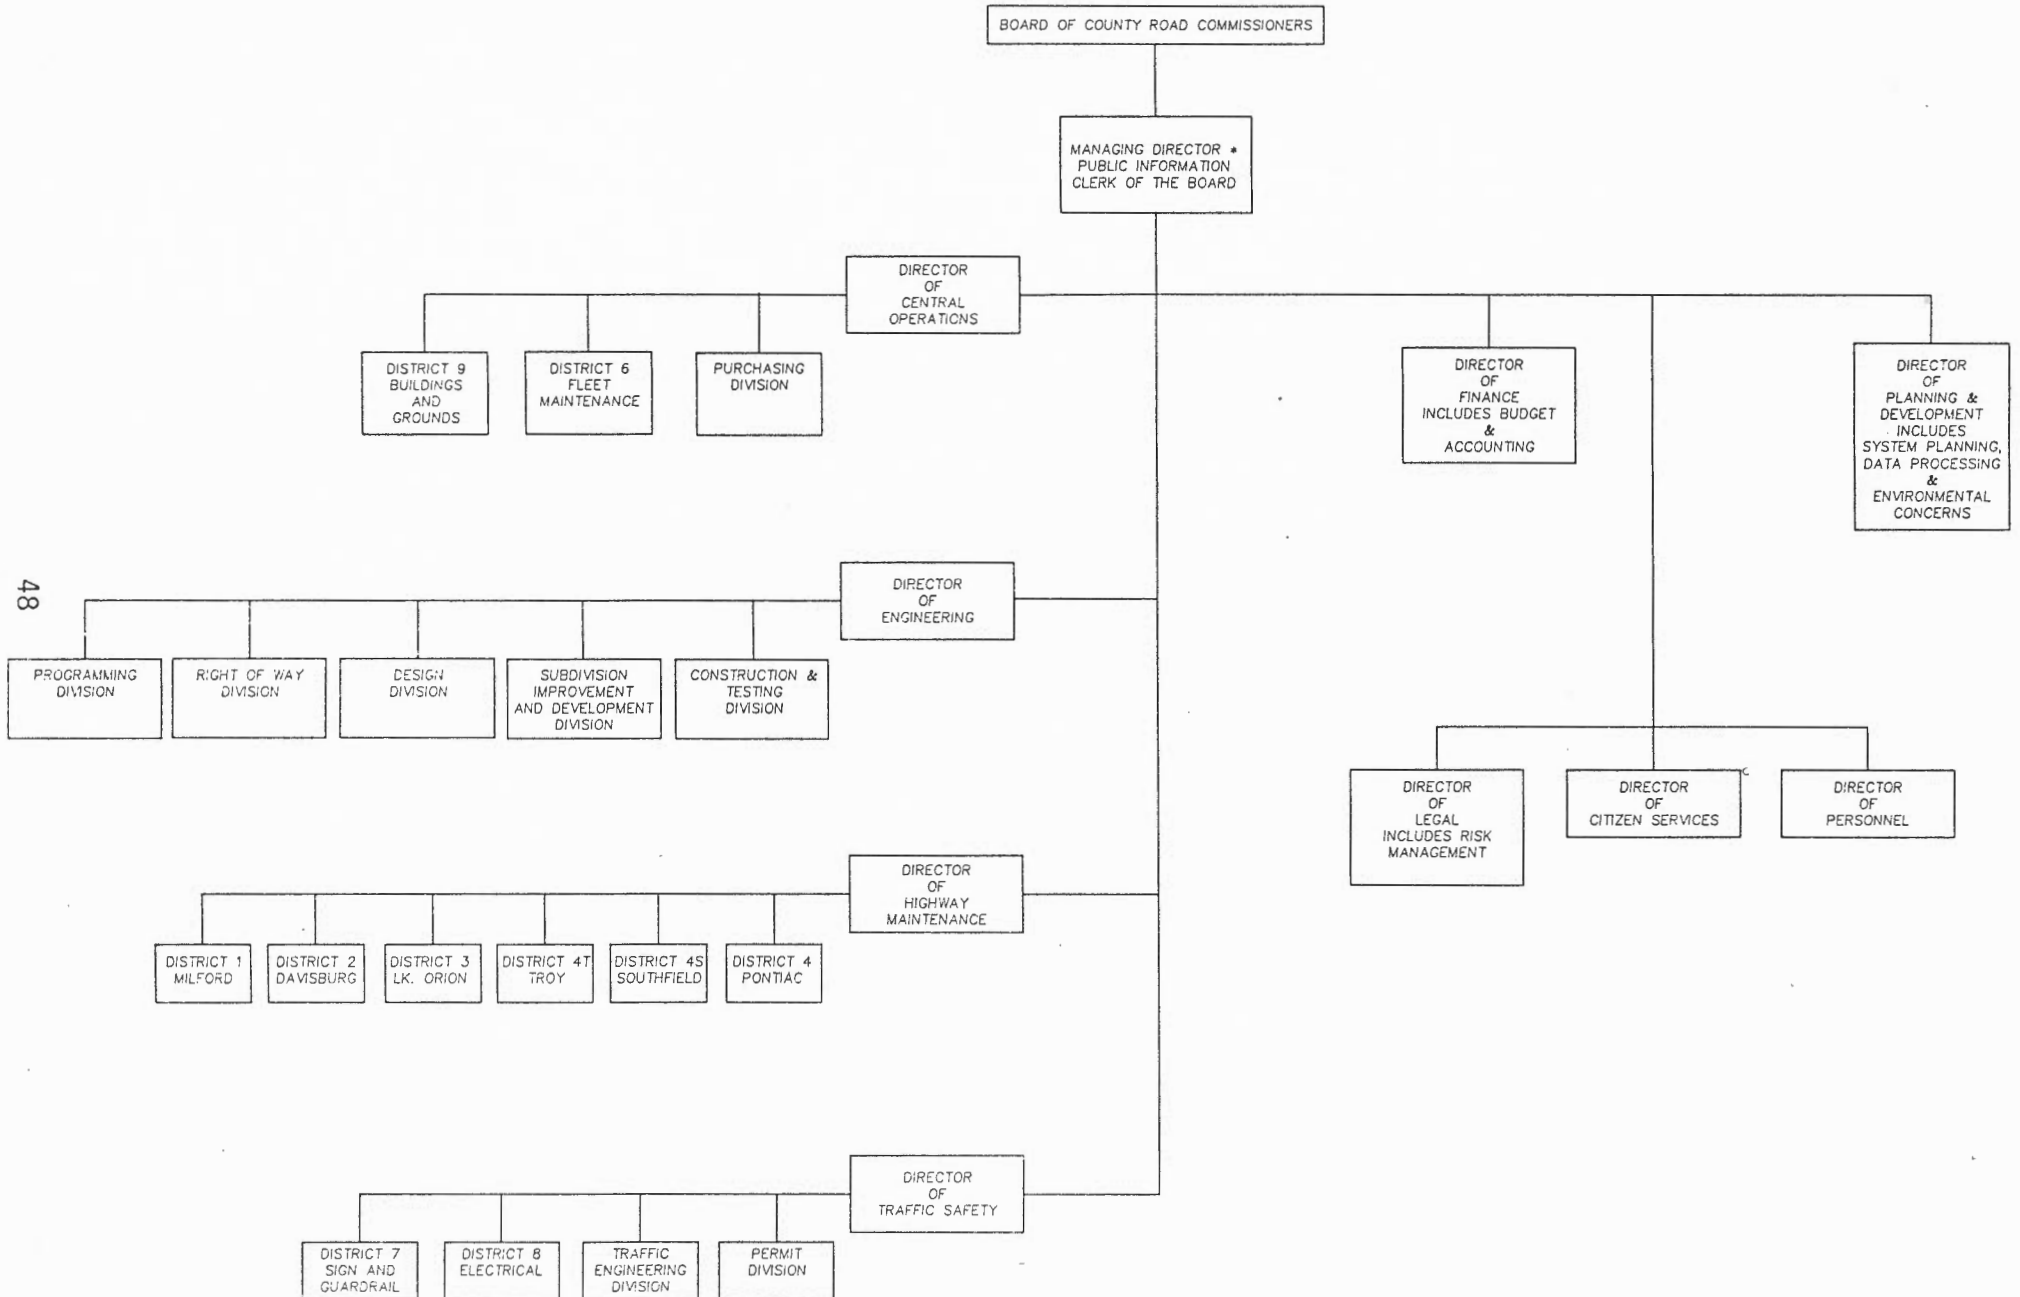 BOARD OF COUNTY ROAD COMMISSIONERS
MANAGING DIRECTOR *
PUBLIC INFORMATION
CLERK OF THE BOARD
DIRECTOR
OF
CENTRAL
OPERATIONS
DISTRICT 9
BUILDINGS
AND
GROUNDS
DISTRICT 6
FLEET
MAINTENANCE
PURCHASING
DIVISION
DIRECTOR
OF
FINANCE
INCLUDES BUDGET
&
ACCOUNTING
DIRECTOR
OF
PLANNING &
DEVELOPMENT
INCLUDES
SYSTEM PLANNING,
DATA PROCESSING
&
ENVIRONMENTAL
CONCERNS
48
DIRECTOR
OF
ENGINEERING
PROGRAMMING
DIVISION
RIGHT OF WAY
DIVISION
DESIGN
DIVISION
SUBDIVISION
IMPROVEMENT
AND DEVELOPMENT
DIVISION
CONSTRUCTION &
TESTING
DIVISION
DIRECTOR
OF
LEGAL
INCLUDES RISK
MANAGEMENT
DIRECTOR
OF
CITIZEN SERVICES
DIRECTOR
OF
PERSONNEL
DIRECTOR
OF
HIGHWAY
MAINTENANCE
DISTRICT 1
MILFORD
DISTRICT 2
DAVISBURG
DISTRICT 3
LK. ORION
DISTRICT 4T
TROY
DISTRICT 4S
SOUTHFIELD
DISTRICT 4
PONTIAC
DIRECTOR
OF
TRAFFIC SAFETY
DISTRICT 7
SIGN AND
GUARDRAIL
DISTRICT 8
ELECTRICAL
TRAFFIC
ENGINEERING
DIVISION
PERMIT
DIVISION